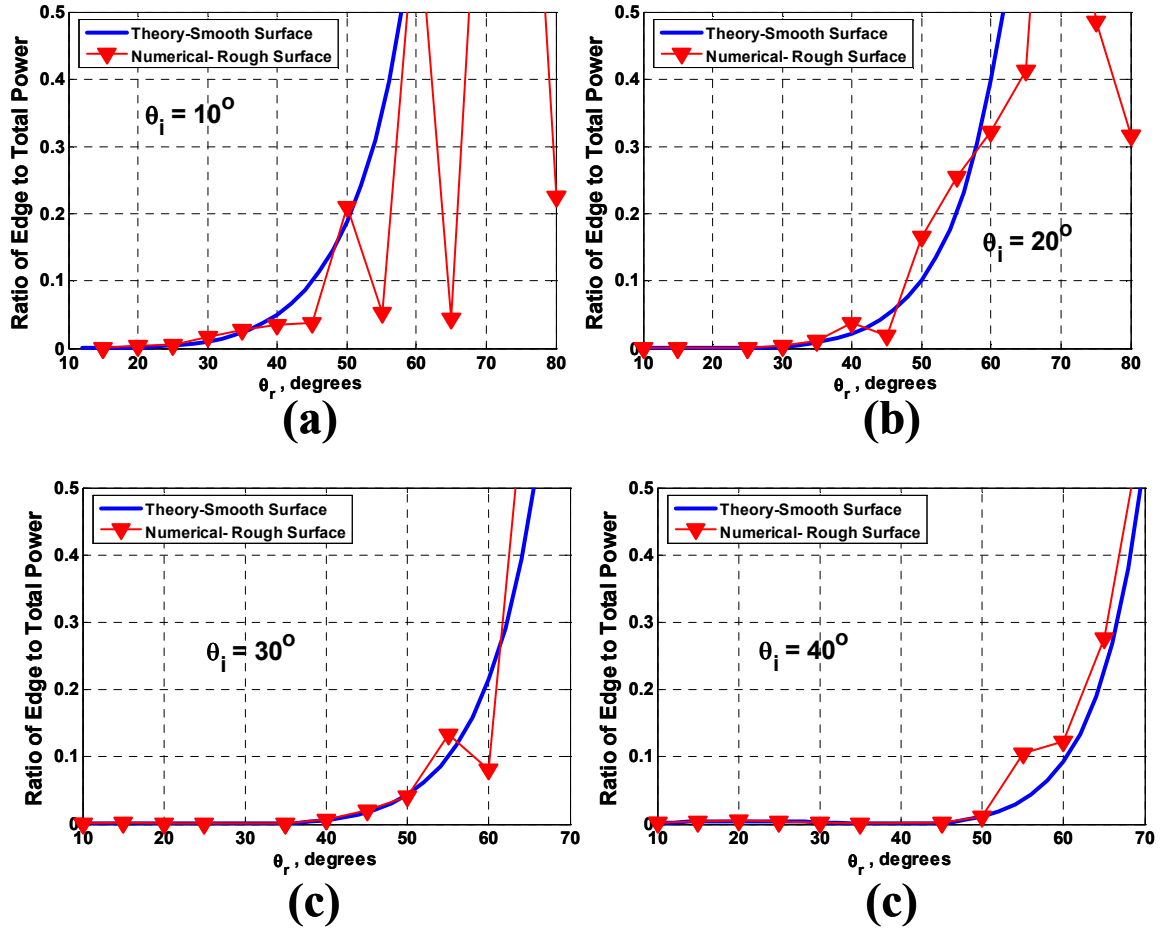 0.5
0.4
0.3
0.2
0.1
0
Ratio of Edge to Total Power
Theory-Smooth Surface
Numerical- Rough Surface
θi = 10o
10 20 30 40 50 60 70 80
θr , degrees
(a)
0.5
0.4
0.3
0.2
0.1
0
Ratio of Edge to Total Power
Theory-Smooth Surface
Numerical- Rough Surface
θi = 20o
10 20 30 40 50 60 70 80
θr , degrees
(b)
0.5
0.4
0.3
0.2
0.1
0
Ratio of Edge to Total Power
Theory-Smooth Surface
Numerical- Rough Surface
θi = 30o
10 20 30 40 50 60 70
θr , degrees
(c)
0.5
0.4
0.3
0.2
0.1
0
Ratio of Edge to Total Power
Theory-Smooth Surface
Numerical- Rough Surface
θi = 40o
10 20 30 40 50 60 70
θr , degrees
(c)